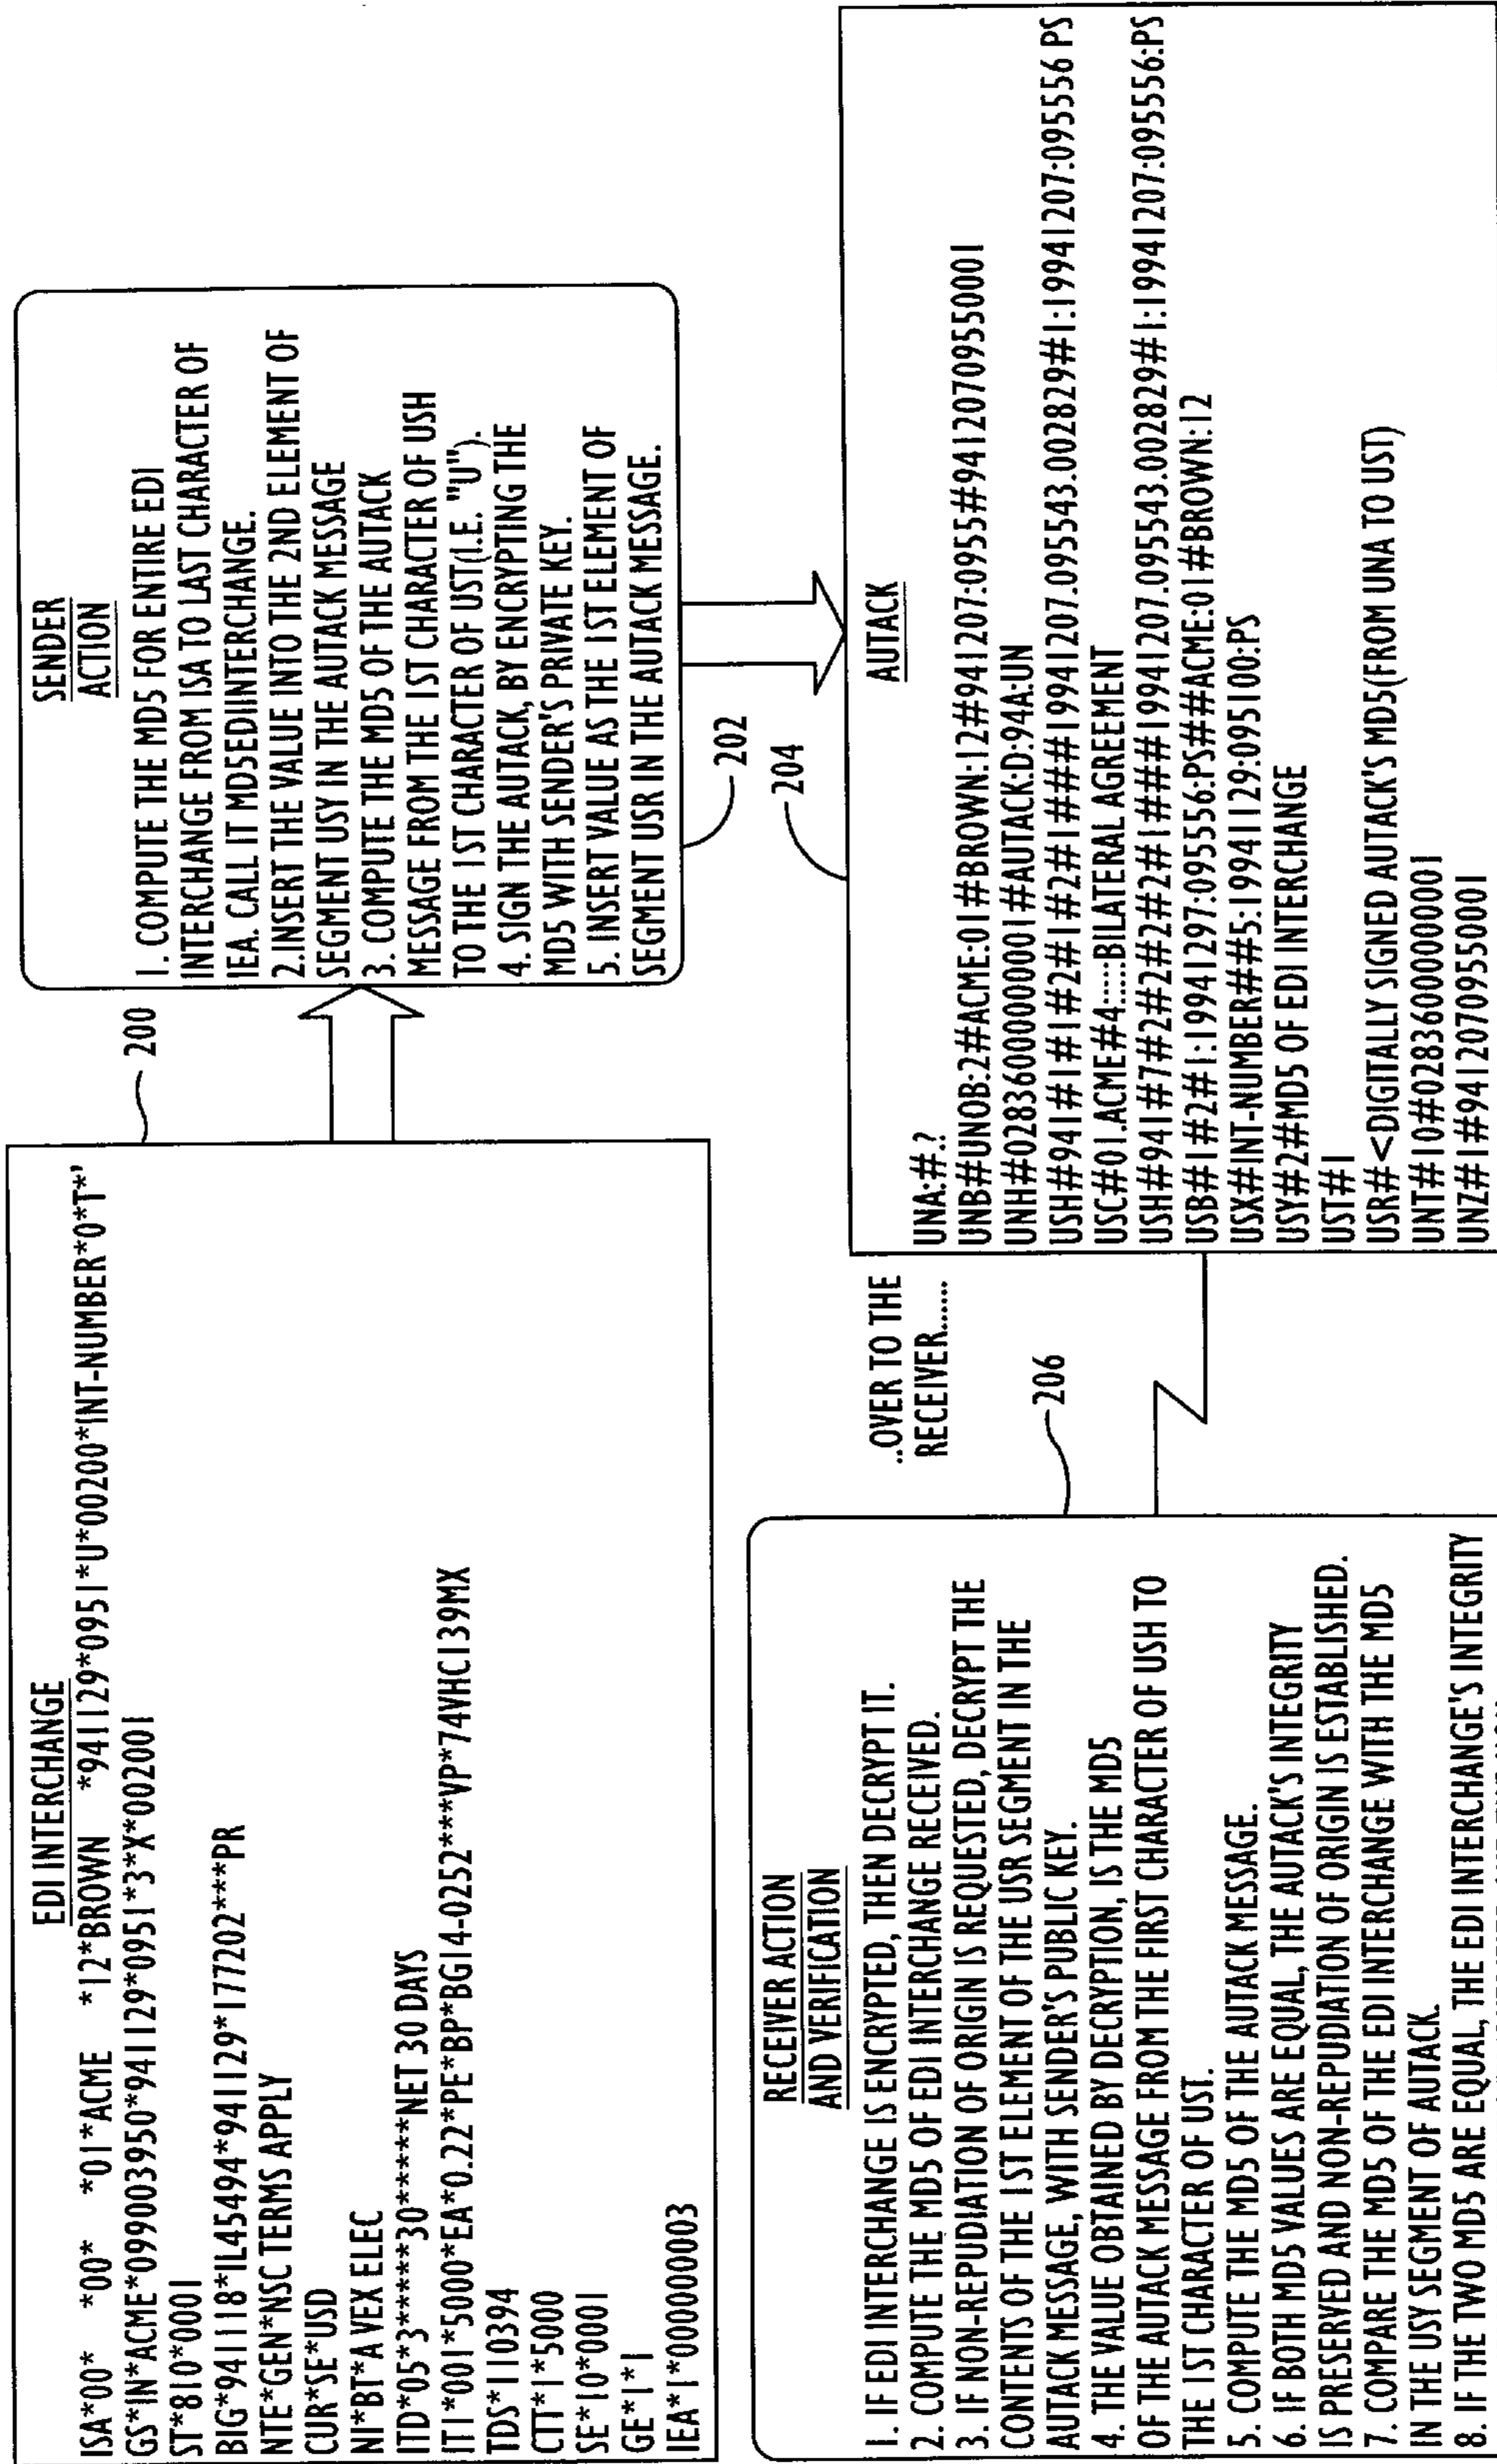 EDI INTERCHANGE
ISA*00* *00* *01*ACME *12*BROWN *941129*0951*U*00200*INT-NUMBER*0*T*'
GS*IN*ACME*099003950*941129*0951*3*X*002001
ST*810*0001
BIG*941118*IL45494*941129*177202***PR
NTE*GEN*NSC TERMS APPLY
CUR*SE*USD
NI*BT*A VEX ELEC
ITD*05*3*****30*******NET 30 DAYS
IT1*001*5000*EA*0.22*PE*BP*BG14-0252****VP*74VHC139MX
TDS*110394
CTT*1*5000
SE*10*0001
GE*1*1
IEA*1*000000003
200
SENDER
ACTION
1. COMPUTE THE MD5 FOR ENTIRE EDI
INTERCHANGE FROM ISA TO LAST CHARACTER OF
IEA. CALL IT MD5EDIINTERCHANGE.
2.INSERT THE VALUE INTO THE 2ND ELEMENT OF
SEGMENT USY IN THE AUTACK MESSAGE
3. COMPUTE THE MD5 OF THE AUTACK
MESSAGE FROM THE 1ST CHARACTER OF USH
TO THE 1ST CHARACTER OF UST(I.E. "U").
4. SIGN THE AUTACK, BY ENCRYPTING THE
MD5 WITH SENDER'S PRIVATE KEY.
5. INSERT VALUE AS THE 1ST ELEMENT OF
SEGMENT USR IN THE AUTACK MESSAGE.
202
204
AUTACK
UNA:#.?
UNB#UNOB:2#ACME:01#BROWN:12#941207:0955#94120709550001
UNH#02836000000001#AUTACK:D:94A:UN
USH#941#1#1#2#1#2#1####19941207.095543.002829#1:19941207:095556 PS
USC#01.ACME#4:::::BILATERAL AGREEMENT
USH#941#7#2#2#2#2#1####19941207.095543.002829#1:19941207:095556:PS
USB#1#2#1:19941297:095556:PS##ACME:01#BROWN:12
USX#INT-NUMBER###5:19941129:095100:PS
USY#2#MD5 OF EDI INTERCHANGE
UST#1
USR#<DIGITALLY SIGNED AUTACK'S MD5(FROM UNA TO UST)
UNT#10#02836000000001
UNZ#1#94120709550001
..OVER TO THE
RECEIVER......
206
RECEIVER ACTION
AND VERIFICATION
1. IF EDI INTERCHANGE IS ENCRYPTED, THEN DECRYPT IT.
2. COMPUTE THE MD5 OF EDI INTERCHANGE RECEIVED.
3. IF NON-REPUDIATION OF ORIGIN IS REQUESTED, DECRYPT THE
CONTENTS OF THE 1ST ELEMENT OF THE USR SEGMENT IN THE
AUTACK MESSAGE, WITH SENDER'S PUBLIC KEY.
4. THE VALUE OBTAINED BY DECRYPTION, IS THE MD5
OF THE AUTACK MESSAGE FROM THE FIRST CHARACTER OF USH TO
THE 1ST CHARACTER OF UST.
5. COMPUTE THE MD5 OF THE AUTACK MESSAGE.
6. IF BOTH MD5 VALUES ARE EQUAL, THE AUTACK'S INTEGRITY
IS PRESERVED AND NON-REPUDIATION OF ORIGIN IS ESTABLISHED.
7. COMPARE THE MD5 OF THE EDI INTERCHANGE WITH THE MD5
IN THE USY SEGMENT OF AUTACK.
8. IF THE TWO MD5 ARE EQUAL, THE EDI INTERCHANGE'S INTEGRITY